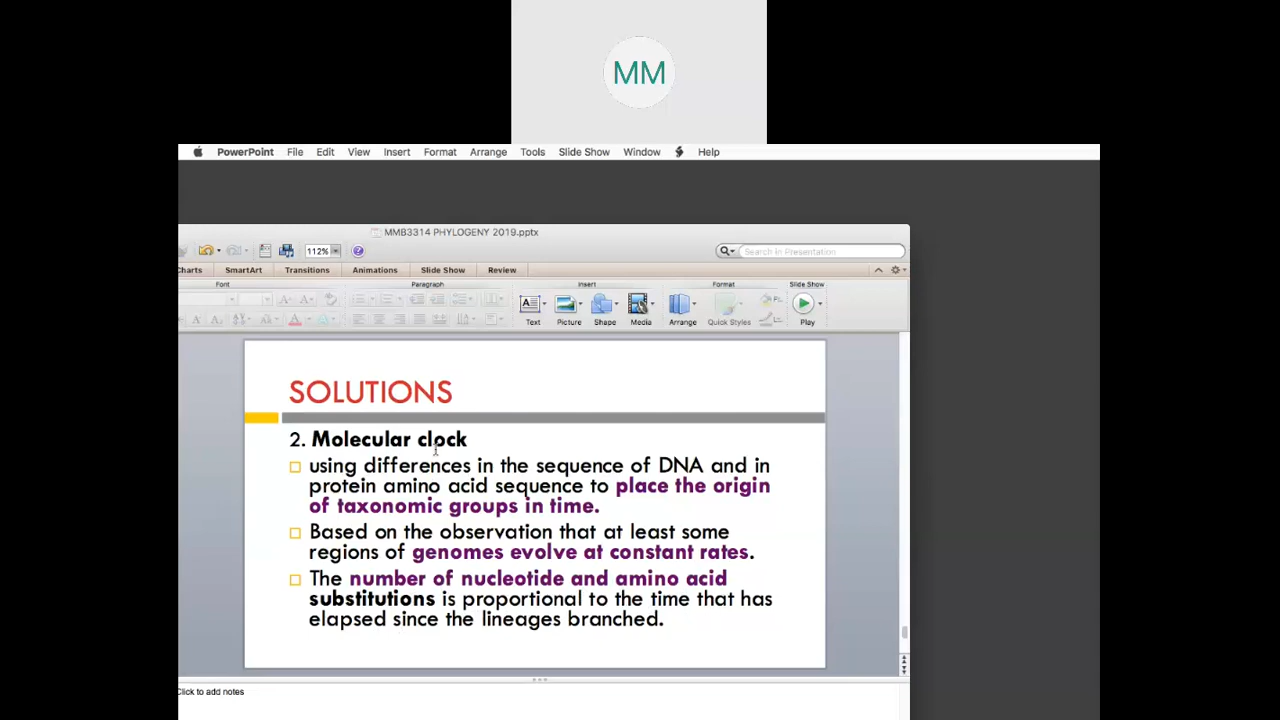 MM
PowerPoint File Edit View Insert Format Arrange Tools Slide Show Window Help
MMB3314 PHYLOGENY 2019.pptx
112% Search in Presentation
harts SmartArt Transitions Animations Slide Show Review
Font Paragraph Insert Format Slide Show
Text Picture Shape Media Arrange Quick Styles Play
SOLUTIONS
2. Molecular clock
using differences in the sequence of DNA and in
protein amino acid sequence to place the origin
of taxonomic groups in time.
Based on the observation that at least some
regions of genomes evolve at constant rates.
The number of nucleotide and amino acid
substitutions is proportional to the time that has
elapsed since the lineages branched.
Click to add notes